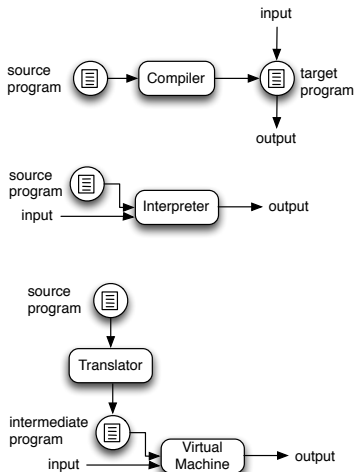 input
source
program
Compiler
target
program
output
source
program
input
Interpreter
output
source
program
Translator
intermediate
program
input
Virtual
Machine
output